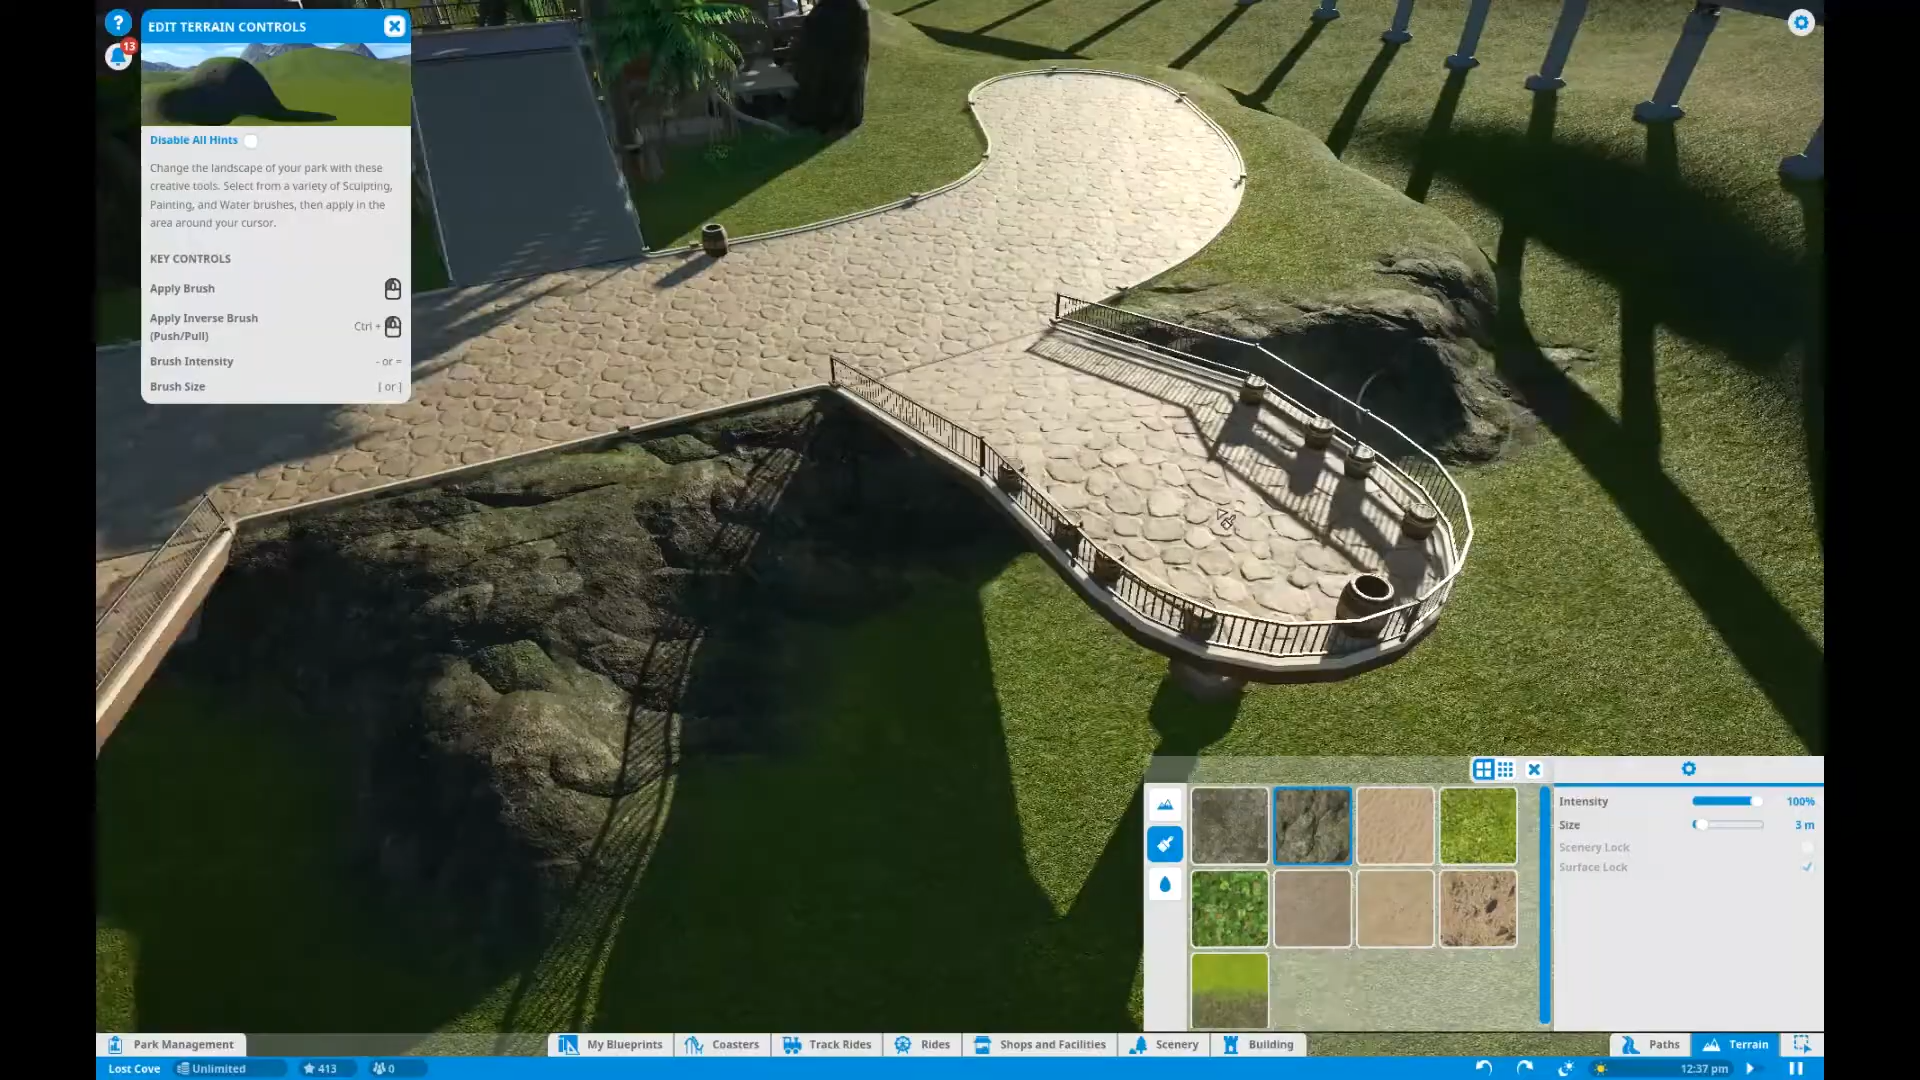 ?
13
EDIT TERRAIN CONTROLS
Disable All Hints
Change the landscape of your park with these
creative tools. Select from a variety of Sculpting,
Painting, and Water brushes, then apply in the
area around your cursor.
KEY CONTROLS
Apply Brush
Apply Inverse Brush
(Push/Pull)
Ctrl +
Brush Intensity
- or =
Brush Size
[ or ]
Intensity
100%
Size
3 m
Scenery Lock
Surface Lock
Park Management
My Blueprints
Coasters
Track Rides
Rides
Shops and Facilities
Scenery
Building
Paths
Terrain
Lost Cove
Unlimited
413
0
12:37 pm